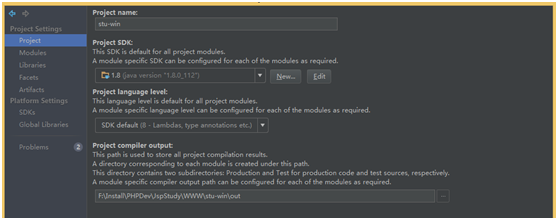 Project Settings
Project
Modules
Libraries
Facets
Artifacts
Platform Settings
SDKs
Global Libraries
Problems 2
Project name:
stu-win
Project SDK:
This SDK is default for all project modules.
A module specific SDK can be configured for each of the modules as required.
1.8 (java version "1.8.0_112")
New...
Edit
Project language level:
This language level is default for all project modules.
A module specific language level can be configured for each of the modules as required.
SDK default (8 - Lambdas, type annotations etc.)
Project compiler output:
This path is used to store all project compilation results.
A directory corresponding to each module is created under this path.
This directory contains two subdirectories: Production and Test for production code and test sources, respectively.
A module specific compiler output path can be configured for each of the modules as required.
F:\Install\PHPDev\JspStudy\WWW\stu-win\out
...